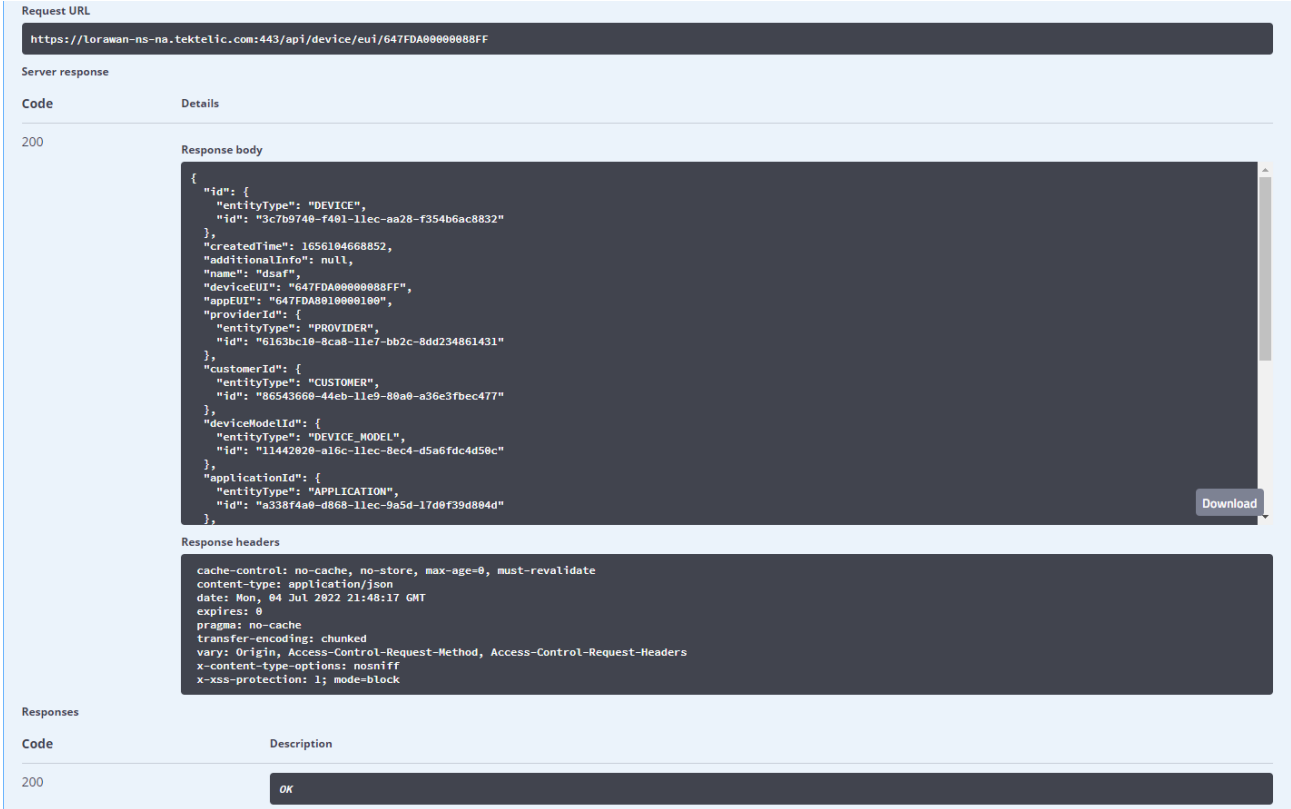 Request URL
https://lorawan-ns-na.tektelic.com:443/api/device/eui/647FDA00000088FF
Server response
Code Details
200
Response body
{
"id": {
"entityType": "DEVICE",
"id": "3c7b9740-f401-11ec-aa28-f354b6ac8832"
},
"createdTime": 1656104668852,
"additionalInfo": null,
"name": "dsaf",
"deviceEUI": "647FDA00000088FF",
"appEUI": "647FDA8010000100",
"providerId": {
"entityType": "PROVIDER",
"id": "6163bc10-8ca8-11e7-bb2c-8dd234861431"
},
"customerId": {
"entityType": "CUSTOMER",
"id": "86543660-44eb-11e9-80a0-a36e3fbec477"
},
"deviceModelId": {
"entityType": "DEVICE_MODEL",
"id": "11442020-a16c-11ec-8ec4-d5a6fdc4d50c"
},
"applicationId": {
"entityType": "APPLICATION",
"id": "a338f4a0-d868-11ec-9a5d-17d0f39d804d"
},
Download
Response headers
cache-control: no-cache, no-store, max-age=0, must-revalidate
content-type: application/json
date: Mon, 04 Jul 2022 21:48:17 GMT
expires: 0
pragma: no-cache
transfer-encoding: chunked
vary: Origin, Access-Control-Request-Method, Access-Control-Request-Headers
x-content-type-options: nosniff
x-xss-protection: 1; mode=block
Responses
Code Description
200
OK